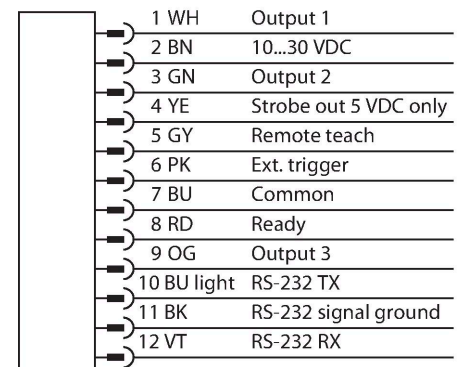 1 WH Output 1
2 BN 10...30 VDC
3 GN Output 2
4 YE Strobe out 5 VDC only
5 GY Remote teach
6 PK Ext. trigger
7 BU Common
8 RD Ready
9 OG Output 3
10 BU light RS-232 TX
11 BK RS-232 signal ground
12 VT RS-232 RX